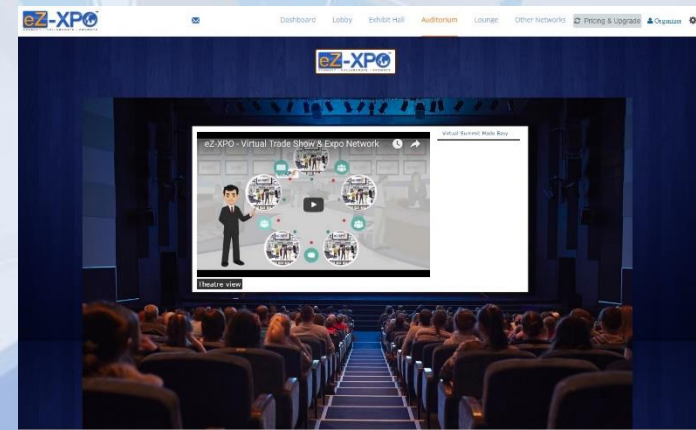 eZ-XPO
Dashboard Lobby Exhibit Hall Auditorium Lounge Other Networks Pricing & Upgrade Organizer
eZ-XPO
eZ-XPO - Virtual Trade Show & Expo Network
Virtual Summit Made Easy
Theatre view